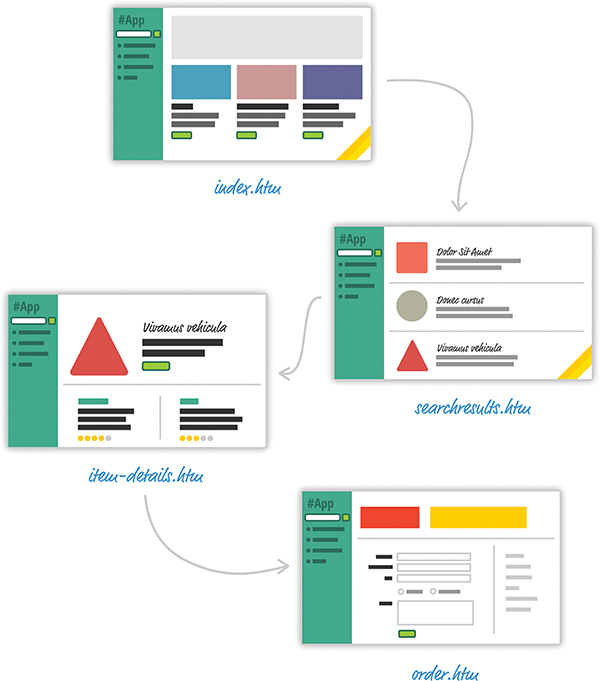 #App
index.htm
#App
Dolor Sit Amet
Donec cursus
Vivamus vehicula
searchresults.htm
#App
Vivamus vehicula
item-details.htm
#App
order.htm